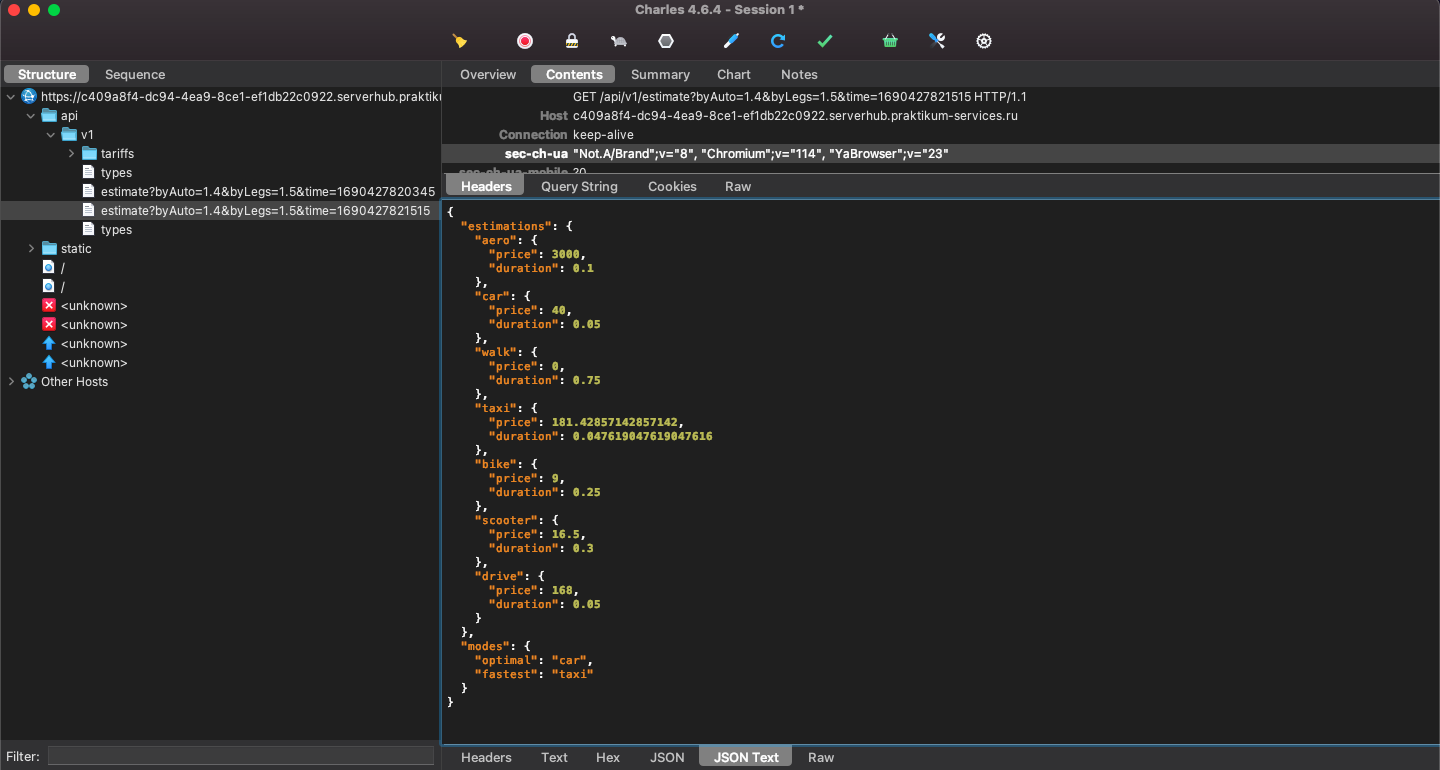 Charles 4.6.4 - Session 1 *
Structure
Sequence
https://c409a8f4-dc94-4ea9-8ce1-ef1db22c0922.serverhub.praktiku
api
v1
tariffs
types
estimate?byAuto=1.4&byLegs=1.5&time=1690427820345
estimate?byAuto=1.4&byLegs=1.5&time=1690427821515
types
static
/
/
<unknown>
<unknown>
<unknown>
<unknown>
Other Hosts
Filter:
Overview
Contents
Summary
Chart
Notes
GET /api/v1/estimate?byAuto=1.4&byLegs=1.5&time=1690427821515 HTTP/1.1
Host c409a8f4-dc94-4ea9-8ce1-ef1db22c0922.serverhub.praktikum-services.ru
Connection keep-alive
sec-ch-ua "Not.A/Brand";v="8", "Chromium";v="114", "YaBrowser";v="23"
sec-ch-ua-mobile ?0
Headers
Query String
Cookies
Raw
{
"estimations": {
"aero": {
"price": 3000,
"duration": 0.1
},
"car": {
"price": 40,
"duration": 0.05
},
"walk": {
"price": 0,
"duration": 0.75
},
"taxi": {
"price": 181.42857142857142,
"duration": 0.047619047619047616
},
"bike": {
"price": 9,
"duration": 0.25
},
"scooter": {
"price": 16.5,
"duration": 0.3
},
"drive": {
"price": 168,
"duration": 0.05
}
},
"modes": {
"optimal": "car",
"fastest": "taxi"
}
}
Headers
Text
Hex
JSON
JSON Text
Raw